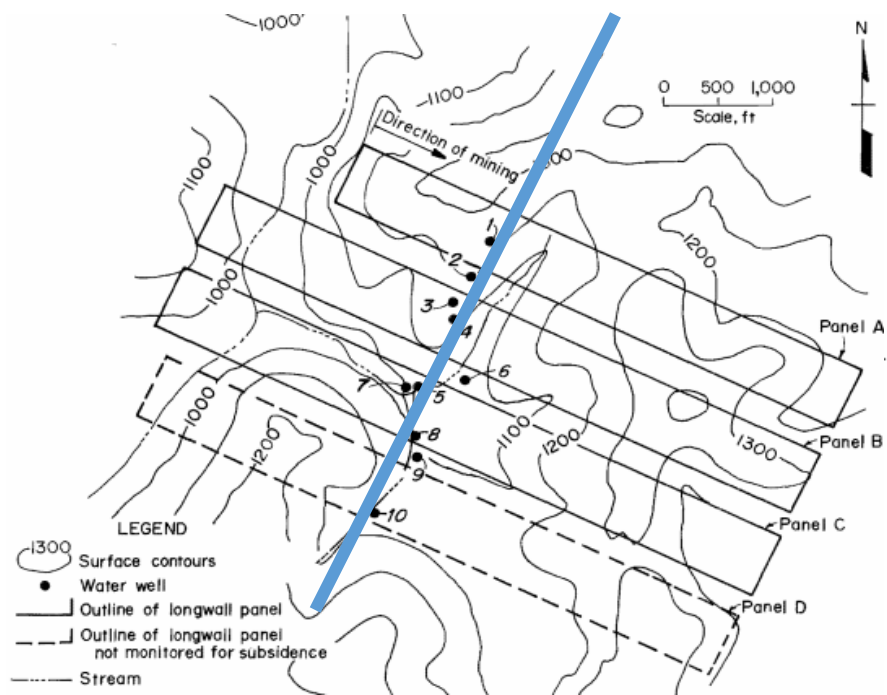 1000
1000
N
0 500 1,000
Scale, ft
1100
Direction of mining
1000
1100
1
1200
2
1000
3
4
Panel A
7
6
5
1000
1100
1200
8
1300
Panel B
1200
9
10
Panel C
LEGEND
1300
Surface contours
Water well
Panel D
Outline of longwall panel
Outline of longwall panel
not monitored for subsidence
Stream